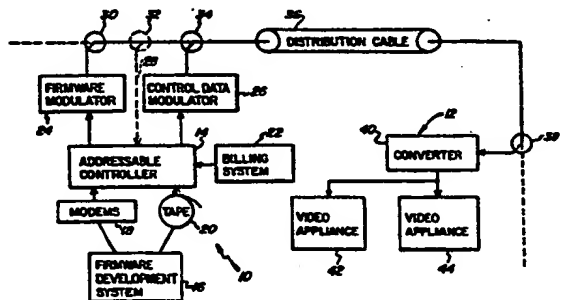 30
32
34
36
DISTRIBUTION CABLE
28
FIRMWARE
MODULATOR
CONTROL DATA
MODULATOR
24
26
12
38
14
22
40
CONVERTER
ADDRESSABLE
CONTROLLER
BILLING
SYSTEM
MODEMS
TAPE
18
20
VIDEO
APPLIANCE
VIDEO
APPLIANCE
42
44
FIRMWARE
DEVELOPMENT
SYSTEM
10
16